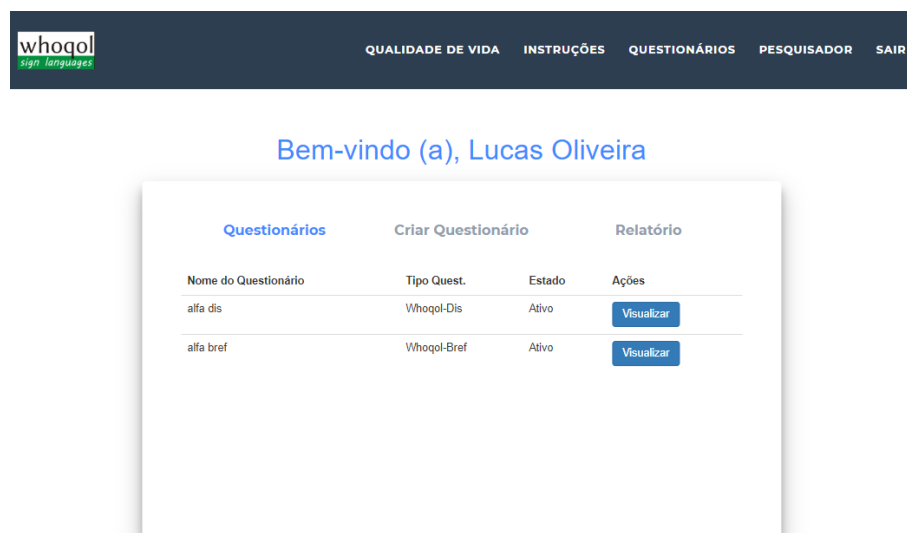 whoqol
sign languages
QUALIDADE DE VIDA INSTRUÇÕES QUESTIONÁRIOS PESQUISADOR SAIR
Bem-vindo (a), Lucas Oliveira
Questionários Criar Questionário Relatório
Nome do Questionário Tipo Quest. Estado Ações
alfa dis Whoqol-Dis Ativo Visualizar
alfa bref Whoqol-Bref Ativo Visualizar